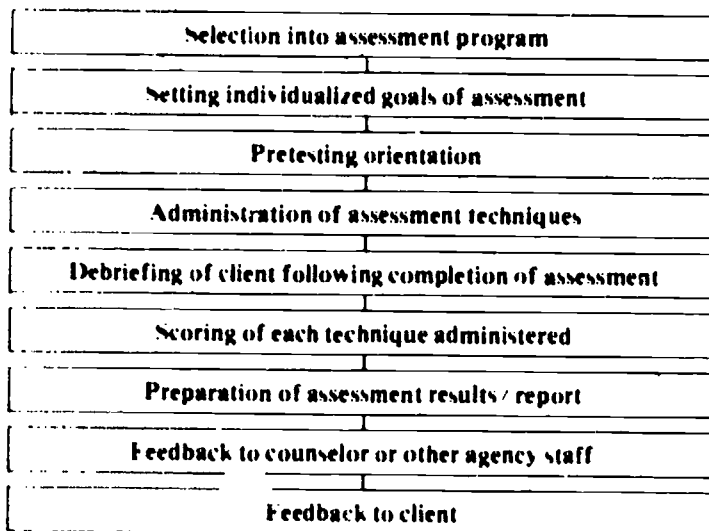 Selection into assessment program
Setting individualized goals of assessment
Pretesting orientation
Administration of assessment techniques
Debriefing of client following completion of assessment
Scoring of each technique administered
Preparation of assessment results / report
Feedback to counselor or other agency staff
Feedback to client